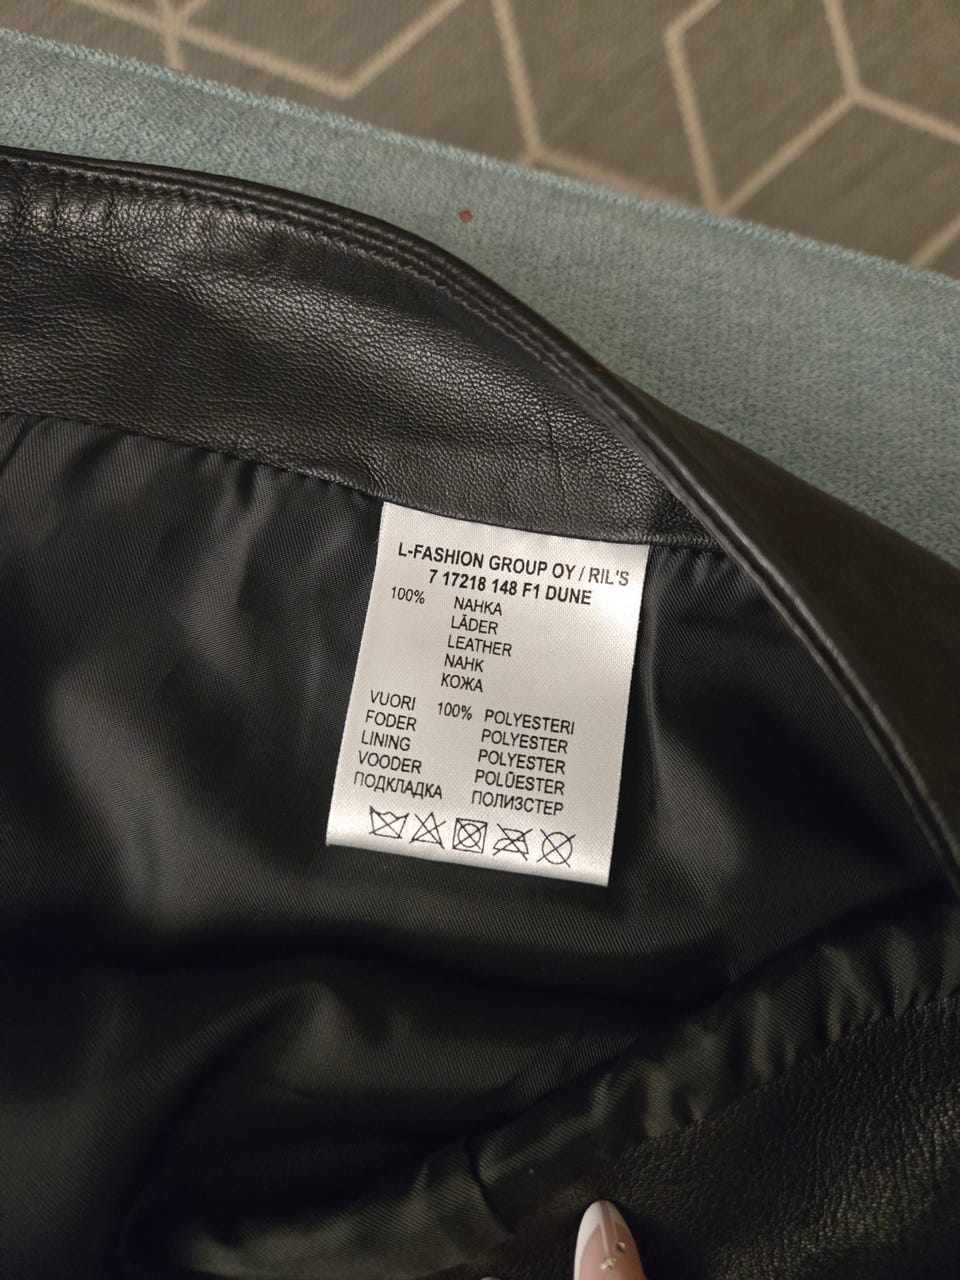 L-FASHION GROUP OY / RIL'S
7 17218 148 F1 DUNE
100% NAHKA
LÄDER
LEATHER
NAHK
КОЖА
VUORI 100% POLYESTERI
FODER POLYESTER
LINING POLYESTER
VOODER POLÜESTER
ПОДКЛАДКА ПОЛИЗСТЕР